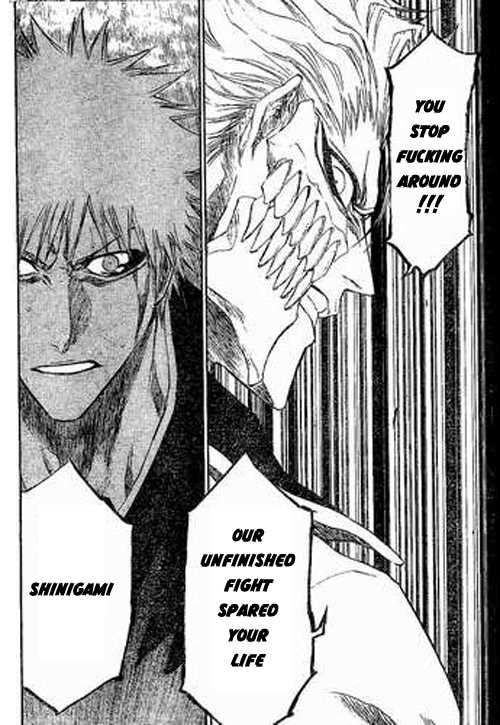 YOU
STOP
FUCKING
AROUND
!!!
OUR
UNFINISHED
FIGHT
SPARED
YOUR
LIFE
SHINIGAMI